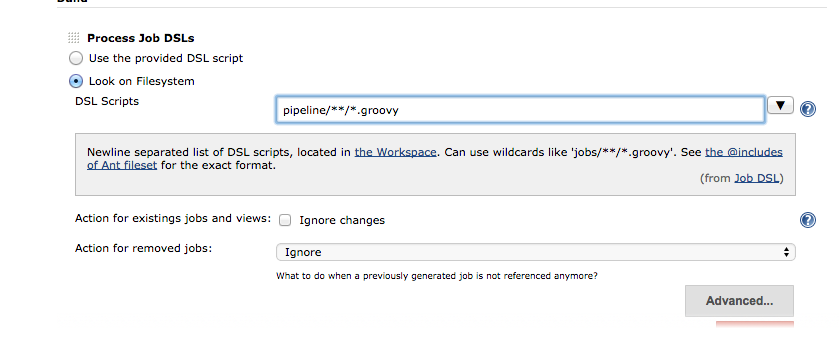 Process Job DSLs
Use the provided DSL script
Look on Filesystem
DSL Scripts
pipeline/**/*.groovy
Newline separated list of DSL scripts, located in the Workspace. Can use wildcards like 'jobs/**/*.groovy'. See the @includes
of Ant fileset for the exact format.
(from Job DSL)
Action for existings jobs and views:
Ignore changes
Action for removed jobs:
Ignore
What to do when a previously generated job is not referenced anymore?
Advanced...